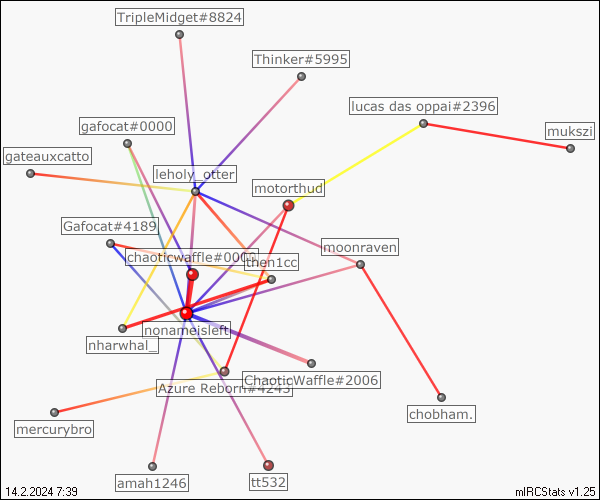 TripleMidget#8824
Thinker#5995
lucas das oppai#2396
gafocat#0000
mukszi
gateauxcatto
leholy_otter
motorthud
Gafocat#4189
moonraven
chaoticwaffle#000
then1cc
nonameisleft
nharwhal_
ChaoticWaffle#2006
Azure Reborn#4243
chobham.
mercurybro
amah1246
tt532
14.2.2024 7:39
mIRCStats v1.25